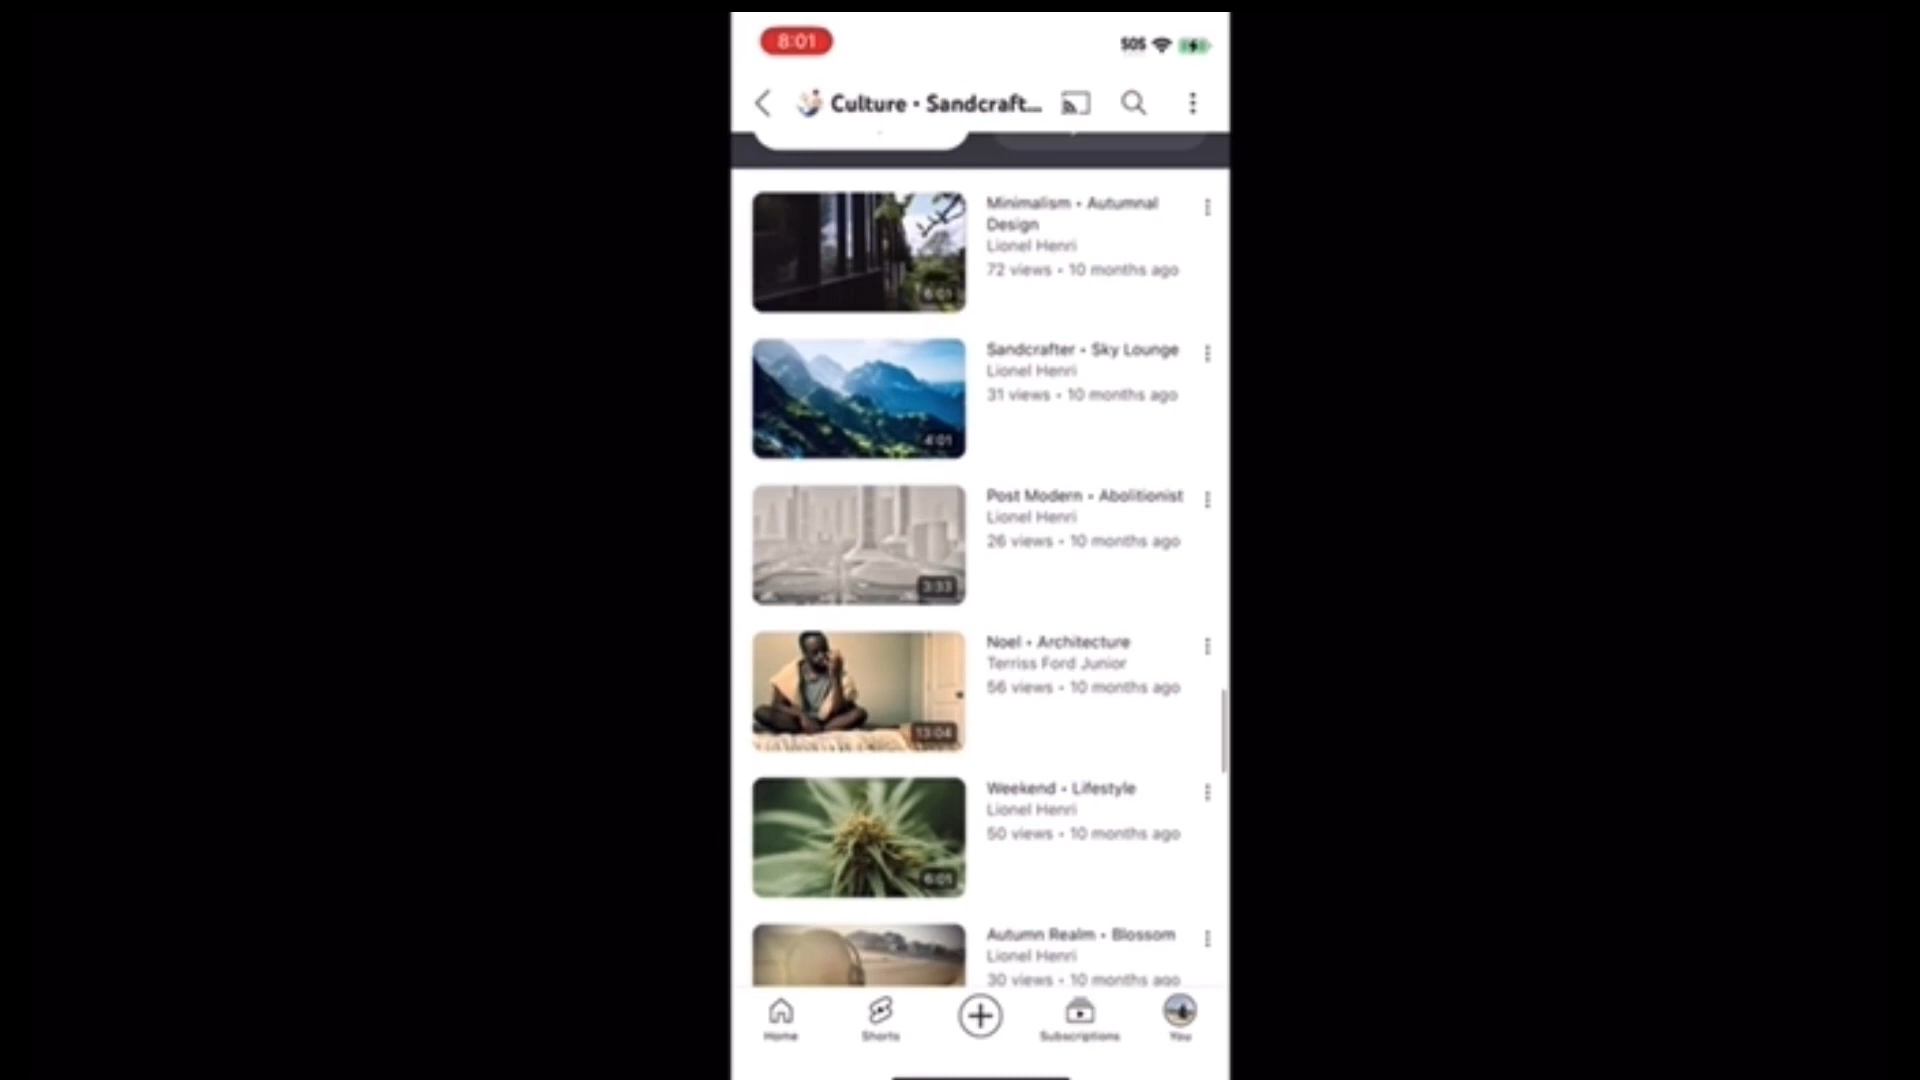 8:01
SOS
Culture • Sandcraft...
Minimalism • Autumnal
Design
Lionel Henri
72 views • 10 months ago
6:01
Sandcrafter • Sky Lounge
Lionel Henri
31 views • 10 months ago
4:01
Post Modern • Abolitionist
Lionel Henri
26 views • 10 months ago
3:33
Noel • Architecture
Terriss Ford Junior
56 views • 10 months ago
13:04
Weekend • Lifestyle
Lionel Henri
50 views • 10 months ago
6:01
Autumn Realm • Blossom
Lionel Henri
30 views • 10 months ago
Home
Shorts
Subscriptions
You